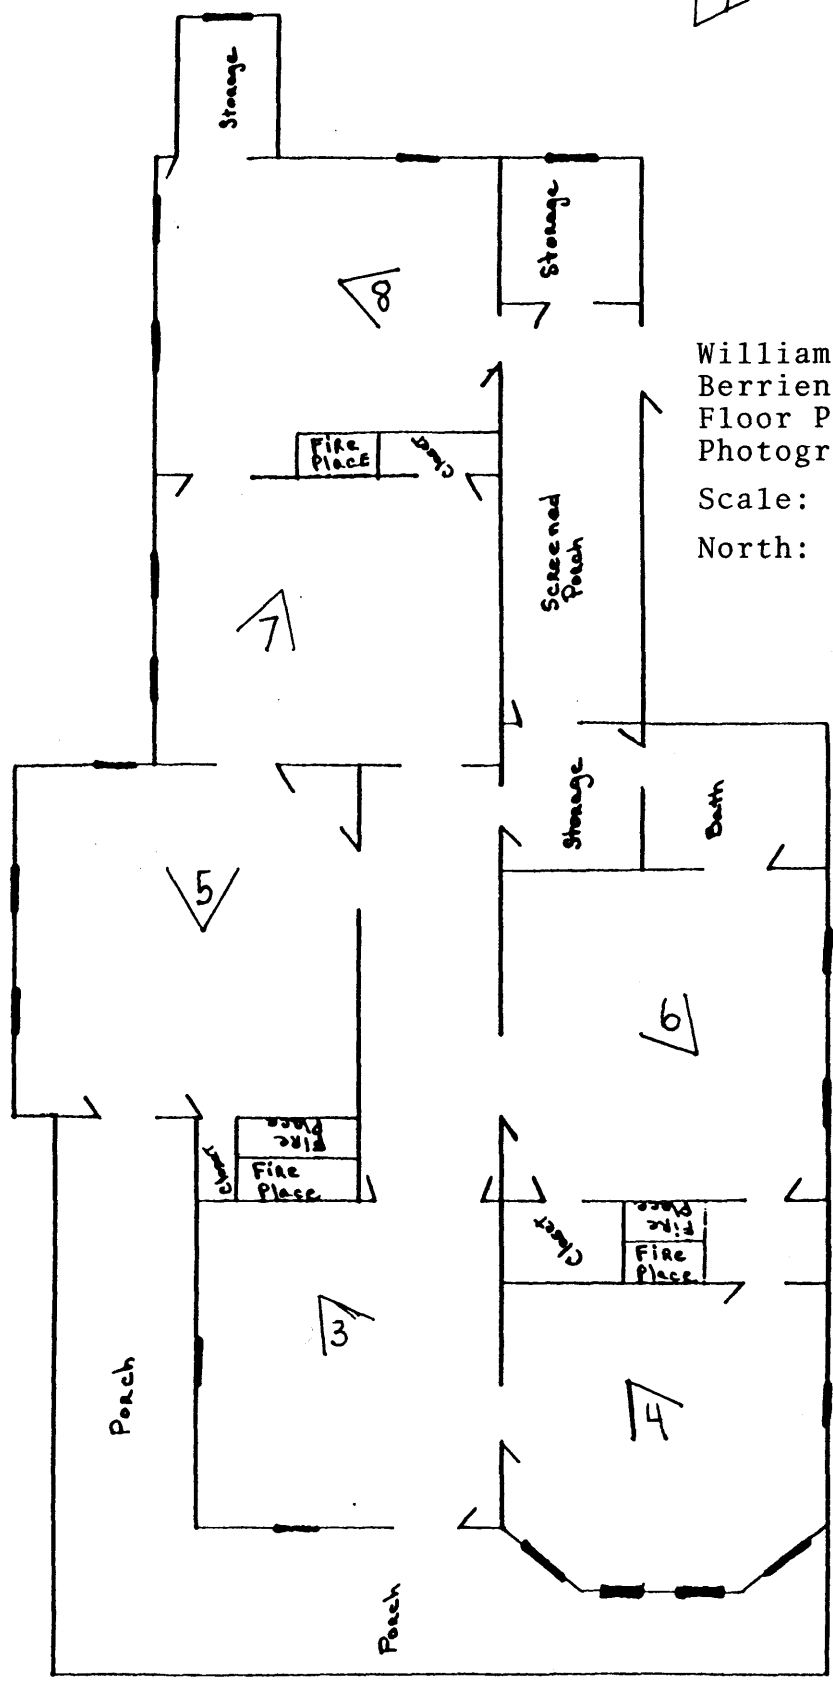 Storage
Storage
8
William
Berrien
Floor P
Photogr
Scale:
North:
Fire
Place
Closet
Screened
Porch
7
Storage
Bath
5
6
Fire
Place
Fire
Place
Closet
Fire
Place
Fire
Place
Closet
3
4
Porch
Porch